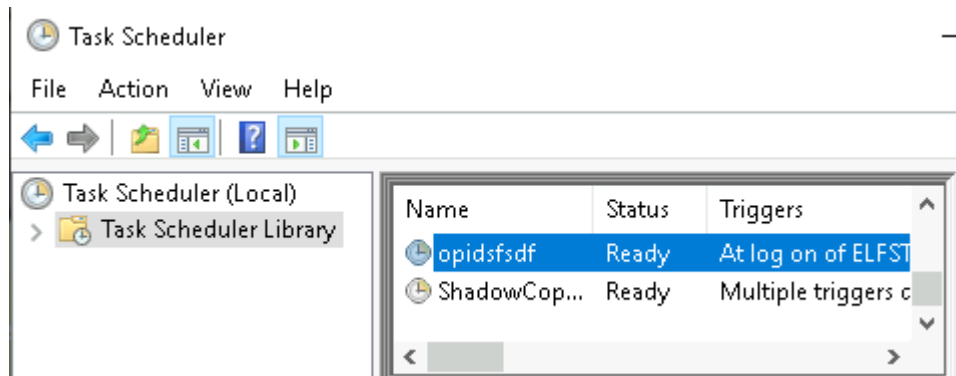 Task Scheduler
File Action View Help
Task Scheduler (Local)
Task Scheduler Library
Name Status Triggers
opidsfsdf Ready At log on of ELFST
ShadowCop... Ready Multiple triggers c